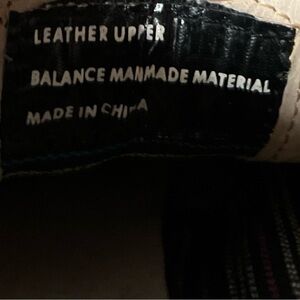 LEATHER UPPER
BALANCE MANMADE MATERIAL
MADE IN CHINA